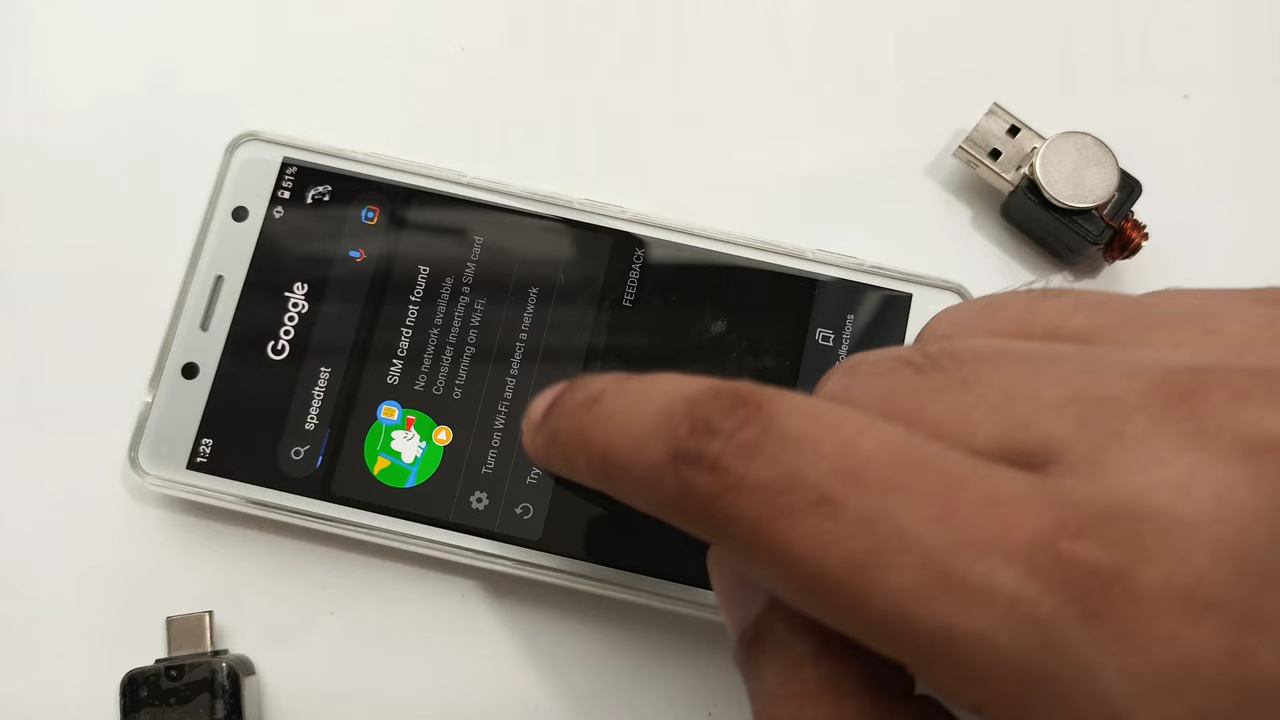 1:23
51%
Google
speedtest
SIM card not found
No network available.
Consider inserting a SIM card
or turning on Wi-Fi.
Turn on Wi-Fi and select a network
Try
FEEDBACK